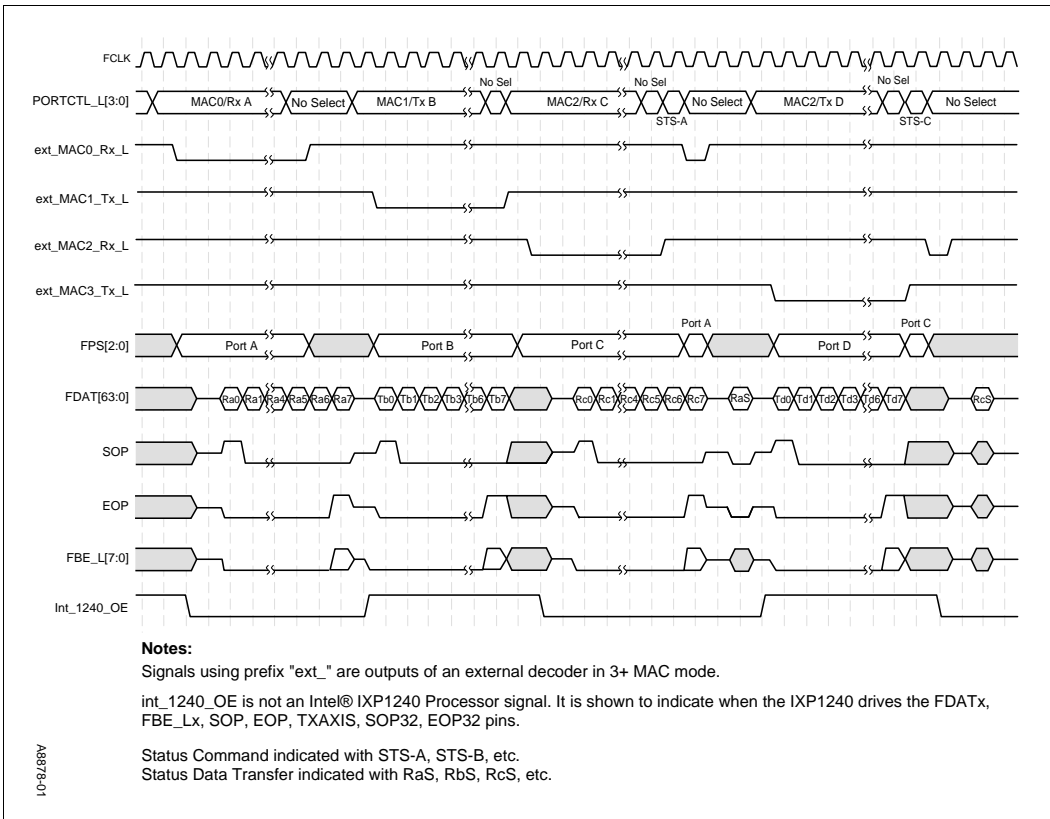 FCLK
No Sel No Sel No Sel
PORTCTL_L[3:0] MAC0/Rx A No Select MAC1/Tx B MAC2/Rx C No Select MAC2/Tx D No Select
STS-A STS-C
ext_MAC0_Rx_L
ext_MAC1_Tx_L
ext_MAC2_Rx_L
ext_MAC3_Tx_L
Port A Port C
FPS[2:0] Port A Port B Port C Port D
FDAT[63:0] Ra0 Ra1 Ra4 Ra5 Ra6 Ra7 Tb0 Tb1 Tb2 Tb3 Tb6 Tb7 Rc0 Rc1 Rc4 Rc5 Rc6 Rc7 RaS Td0 Td1 Td2 Td3 Td6 Td7 RcS
SOP
EOP
FBE_L[7:0]
Int_1240_OE
Notes:
Signals using prefix "ext_" are outputs of an external decoder in 3+ MAC mode.
int_1240_OE is not an Intel® IXP1240 Processor signal. It is shown to indicate when the IXP1240 drives the FDATx,
FBE_Lx, SOP, EOP, TXAXIS, SOP32, EOP32 pins.
Status Command indicated with STS-A, STS-B, etc.
Status Data Transfer indicated with RaS, RbS, RcS, etc.
A8878-01